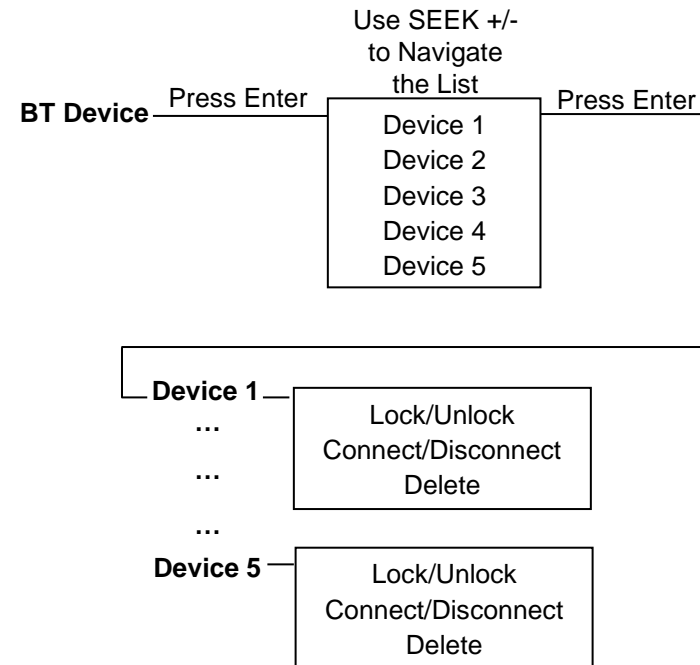 Use SEEK +/-
to Navigate
the List
BT Device
Press Enter
Device 1
Device 2
Device 3
Device 4
Device 5
Press Enter
Device 1
Lock/Unlock
Connect/Disconnect
Delete
...
...
...
Device 5
Lock/Unlock
Connect/Disconnect
Delete